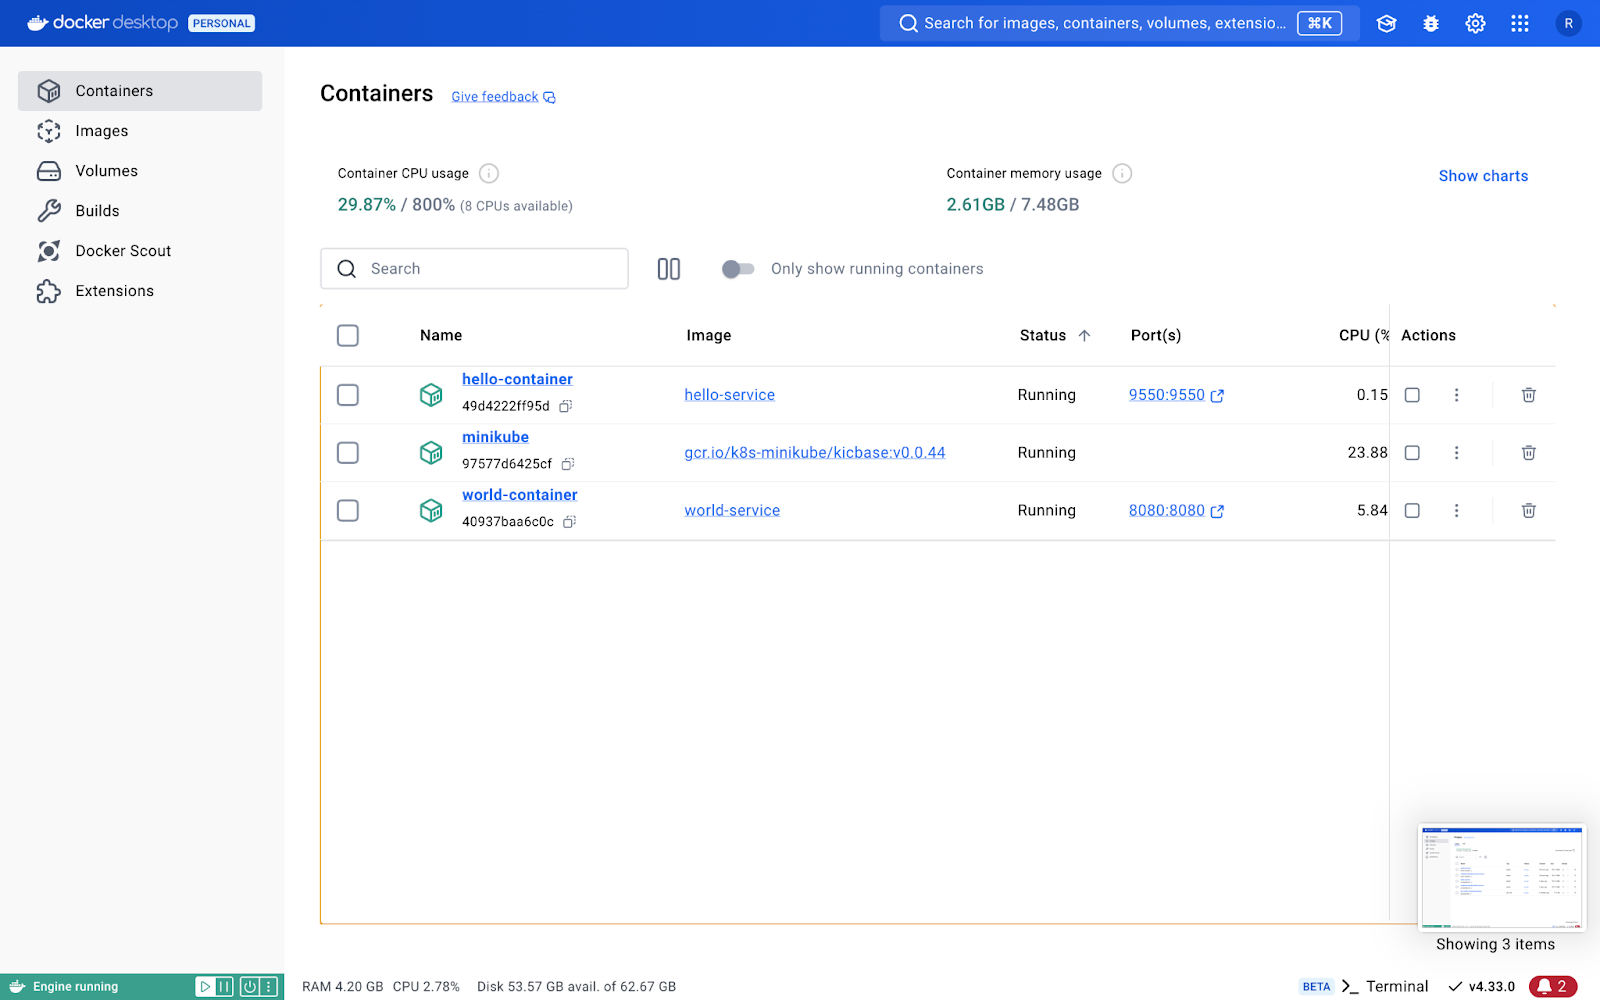 docker desktop PERSONAL
Search for images, containers, volumes, extensio... ⌘K
R
Containers
Images
Volumes
Builds
Docker Scout
Extensions
Containers Give feedback
Container CPU usage
29.87% / 800% (8 CPUs available)
Container memory usage
2.61GB / 7.48GB
Show charts
Search
Only show running containers
Name Image Status Port(s) CPU (% Actions
hello-container
49d4222ff95d
hello-service Running 9550:9550 0.15
minikube
97577d6425cf
gcr.io/k8s-minikube/kicbase:v0.0.44 Running 23.88
world-container
40937baa6c0c
world-service Running 8080:8080 5.84
Showing 3 items
Engine running
RAM 4.20 GB CPU 2.78% Disk 53.57 GB avail. of 62.67 GB
BETA Terminal v4.33.0 2